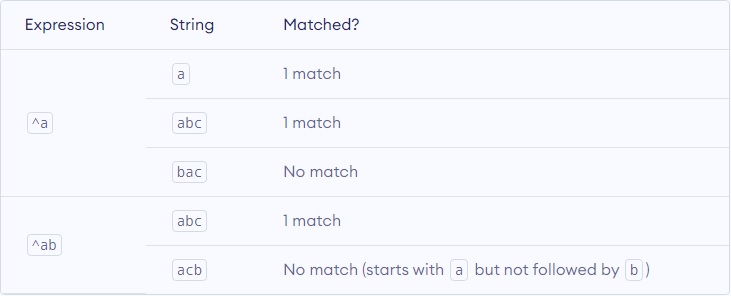 Expression String Matched?
a 1 match
^a abc 1 match
bac No match
abc 1 match
^ab
acb No match (starts with a but not followed by b)